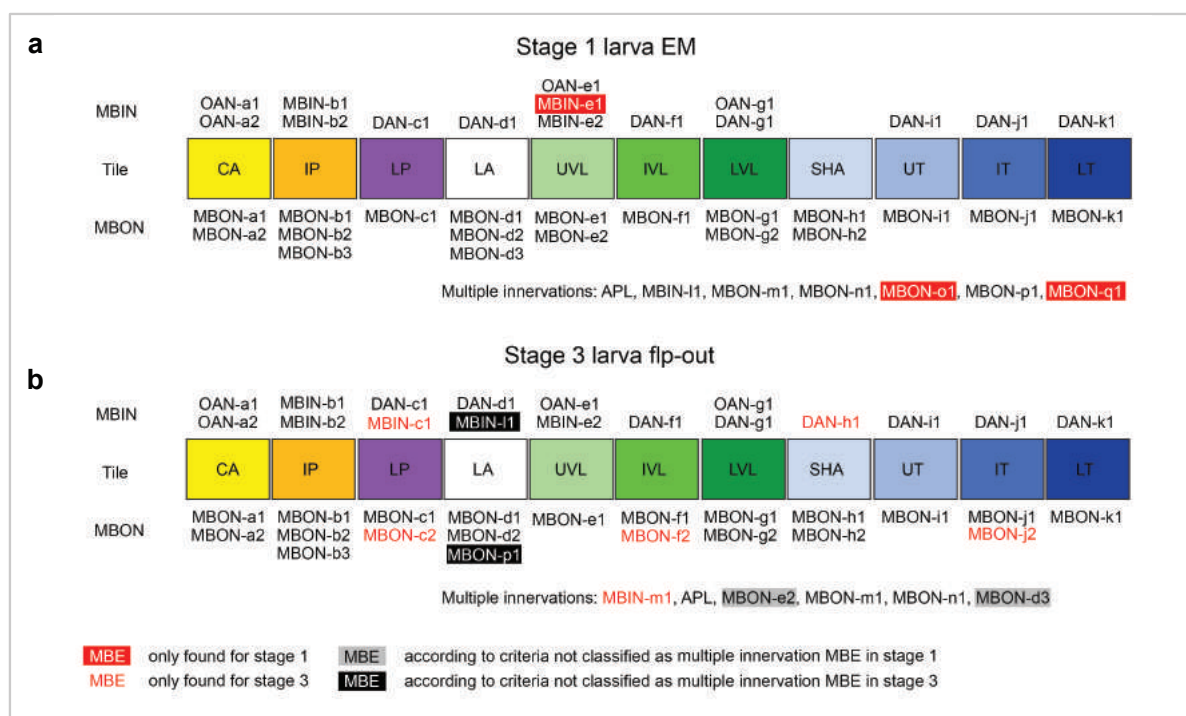 a
Stage 1 larva EM
MBIN
OAN-a1
OAN-a2
MBIN-b1
MBIN-b2
DAN-c1
DAN-d1
OAN-e1
MBIN-e1
MBIN-e2
DAN-f1
OAN-g1
DAN-g1
DAN-i1
DAN-j1
DAN-k1
Tile
CA
IP
LP
LA
UVL
IVL
LVL
SHA
UT
IT
LT
MBON
MBON-a1
MBON-a2
MBON-b1
MBON-b2
MBON-b3
MBON-c1
MBON-d1
MBON-d2
MBON-d3
MBON-e1
MBON-e2
MBON-f1
MBON-g1
MBON-g2
MBON-h1
MBON-h2
MBON-i1
MBON-j1
MBON-k1
Multiple innervations: APL, MBIN-l1, MBON-m1, MBON-n1, MBON-o1, MBON-p1, MBON-q1
b
Stage 3 larva flp-out
MBIN
OAN-a1
OAN-a2
MBIN-b1
MBIN-b2
DAN-c1
MBIN-c1
DAN-d1
MBIN-l1
OAN-e1
MBIN-e2
DAN-f1
OAN-g1
DAN-g1
DAN-h1
DAN-i1
DAN-j1
DAN-k1
Tile
CA
IP
LP
LA
UVL
IVL
LVL
SHA
UT
IT
LT
MBON
MBON-a1
MBON-a2
MBON-b1
MBON-b2
MBON-b3
MBON-c1
MBON-c2
MBON-d1
MBON-d2
MBON-p1
MBON-e1
MBON-f1
MBON-f2
MBON-g1
MBON-g2
MBON-h1
MBON-h2
MBON-i1
MBON-j1
MBON-j2
MBON-k1
Multiple innervations: MBIN-m1, APL, MBON-e2, MBON-m1, MBON-n1, MBON-d3
MBE only found for stage 1
MBE according to criteria not classified as multiple innervation MBE in stage 1
MBE only found for stage 3
MBE according to criteria not classified as multiple innervation MBE in stage 3